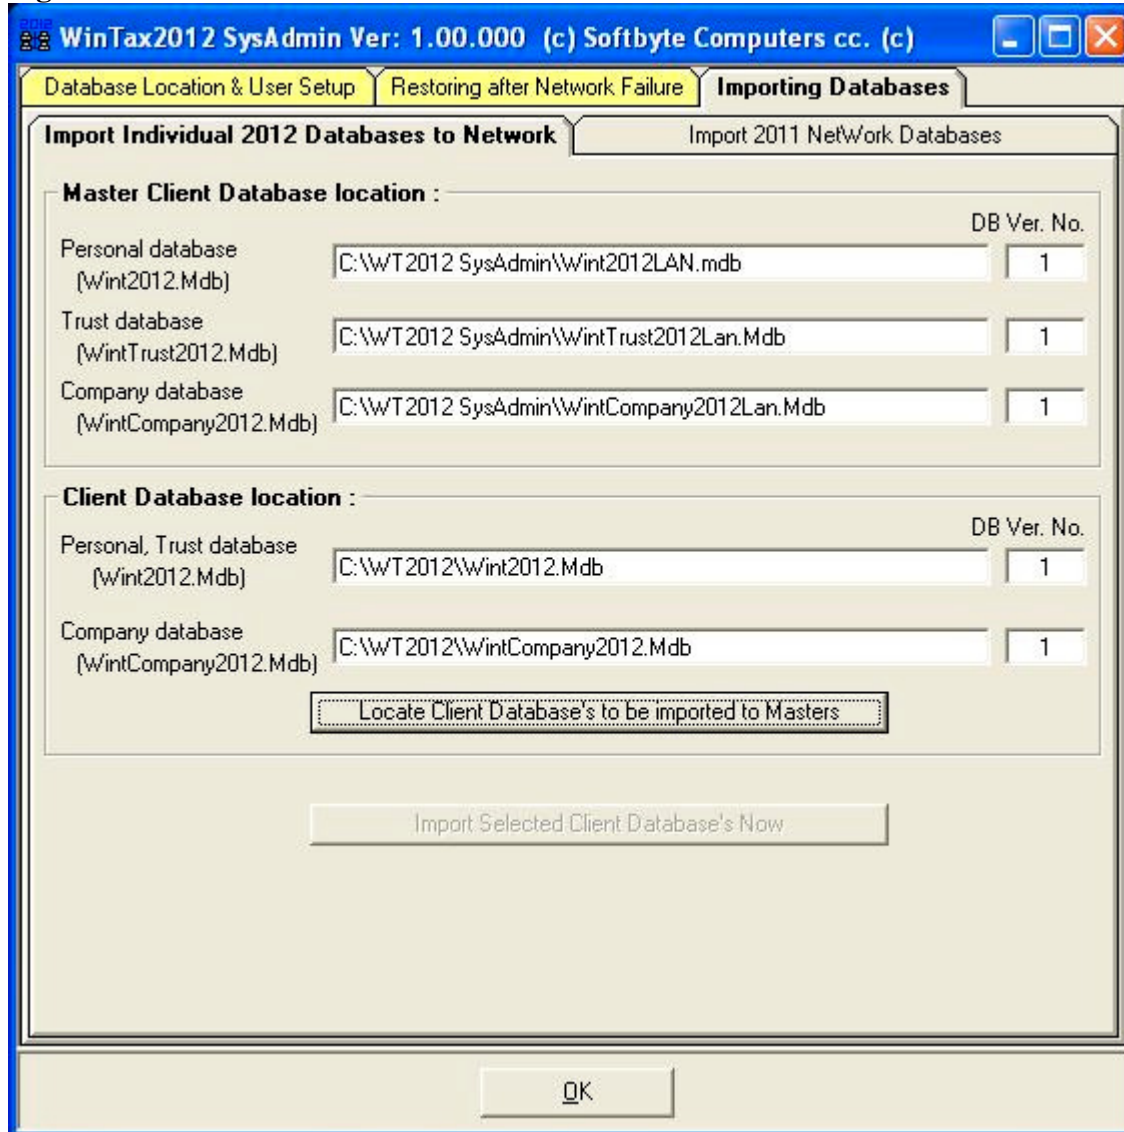 2012
WinTax2012 SysAdmin Ver: 1.00.000 (c) Softbyte Computers cc. (c)
Database Location & User Setup Restoring after Network Failure Importing Databases
Import Individual 2012 Databases to Network Import 2011 NetWork Databases
Master Client Database location :
DB Ver. No.
Personal database
(Wint2012.Mdb)
C:\WT2012 SysAdmin\Wint2012LAN.mdb 1
Trust database
(WintTrust2012.Mdb)
C:\WT2012 SysAdmin\WintTrust2012Lan.Mdb 1
Company database
(WintCompany2012.Mdb)
C:\WT2012 SysAdmin\WintCompany2012Lan.Mdb 1
Client Database location :
DB Ver. No.
Personal, Trust database
(Wint2012.Mdb)
C:\WT2012\Wint2012.Mdb 1
Company database
(WintCompany2012.Mdb)
C:\WT2012\WintCompany2012.Mdb 1
Locate Client Database's to be imported to Masters
Import Selected Client Database's Now
OK